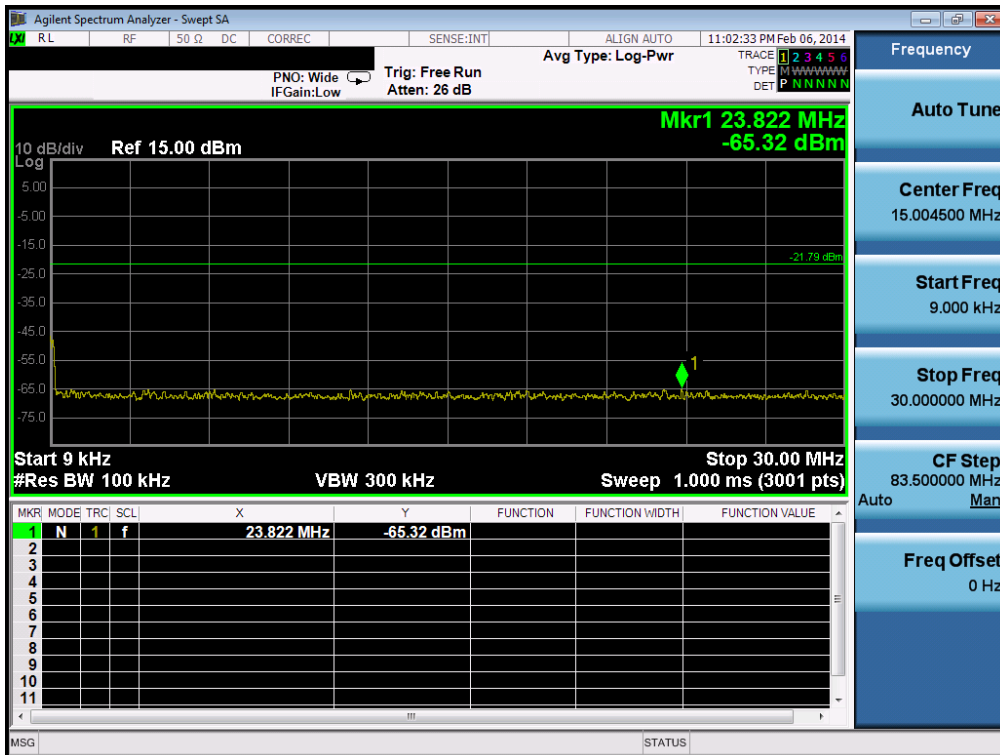 Agilent Spectrum Analyzer - Swept SA
LXI RL RF 50 Ω DC CORREC SENSE:INT ALIGN AUTO 11:02:33 PM Feb 06, 2014
PNO: Wide
IFGain:Low
Trig: Free Run
Atten: 26 dB
Avg Type: Log-Pwr
TRACE 1 2 3 4 5 6
TYPE M W W W W W
DET P N N N N N
Mkr1 23.822 MHz
-65.32 dBm
10 dB/div Ref 15.00 dBm
Log
5.00
-5.00
-15.0
-21.79 dBm
-25.0
-35.0
-45.0
-55.0
1
-65.0
-75.0
Start 9 kHz Stop 30.00 MHz
#Res BW 100 kHz VBW 300 kHz Sweep 1.000 ms (3001 pts)
MKR MODE TRC SCL X Y FUNCTION FUNCTION WIDTH FUNCTION VALUE
1 N 1 f 23.822 MHz -65.32 dBm
2
3
4
5
6
7
8
9
10
11
MSG STATUS
Frequency
Auto Tune
Center Freq
15.004500 MHz
Start Freq
9.000 kHz
Stop Freq
30.000000 MHz
CF Step
83.500000 MHz
Auto Man
Freq Offset
0 Hz